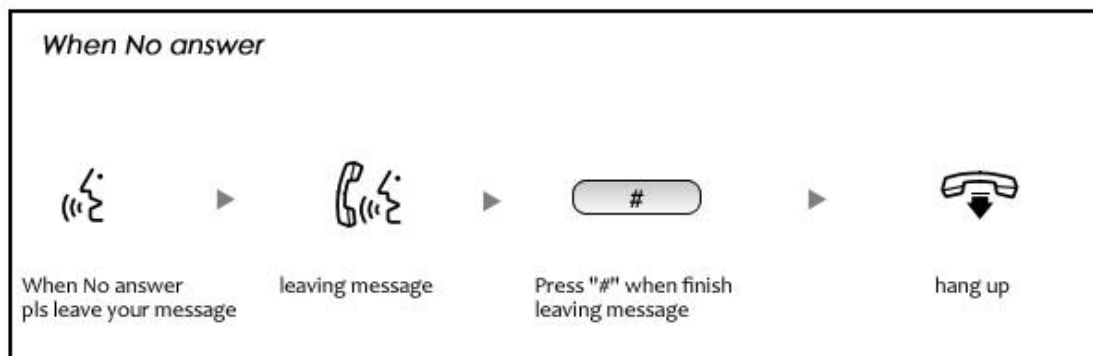 When No answer
#
When No answer
pls leave your message
leaving message
Press "#" when finish
leaving message
hang up